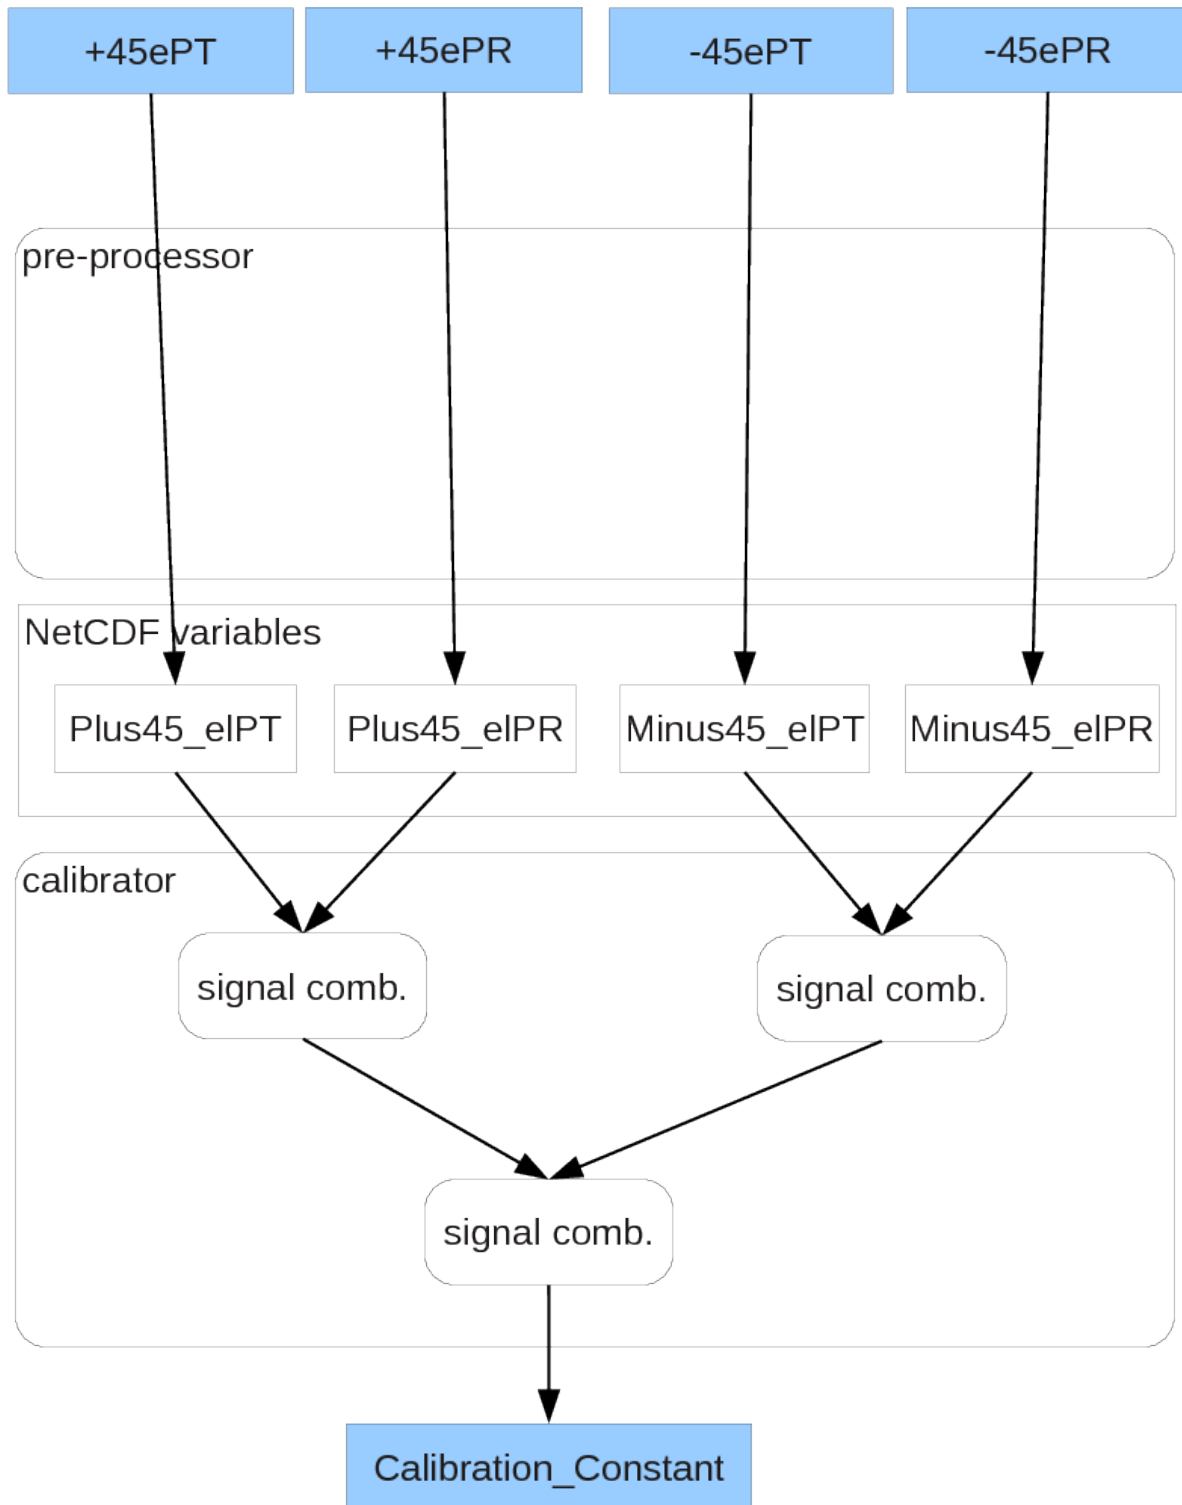 +45ePT
+45ePR
-45ePT
-45ePR
pre-processor
NetCDF variables
Plus45_elPT
Plus45_elPR
Minus45_elPT
Minus45_elPR
calibrator
signal comb.
signal comb.
signal comb.
Calibration_Constant